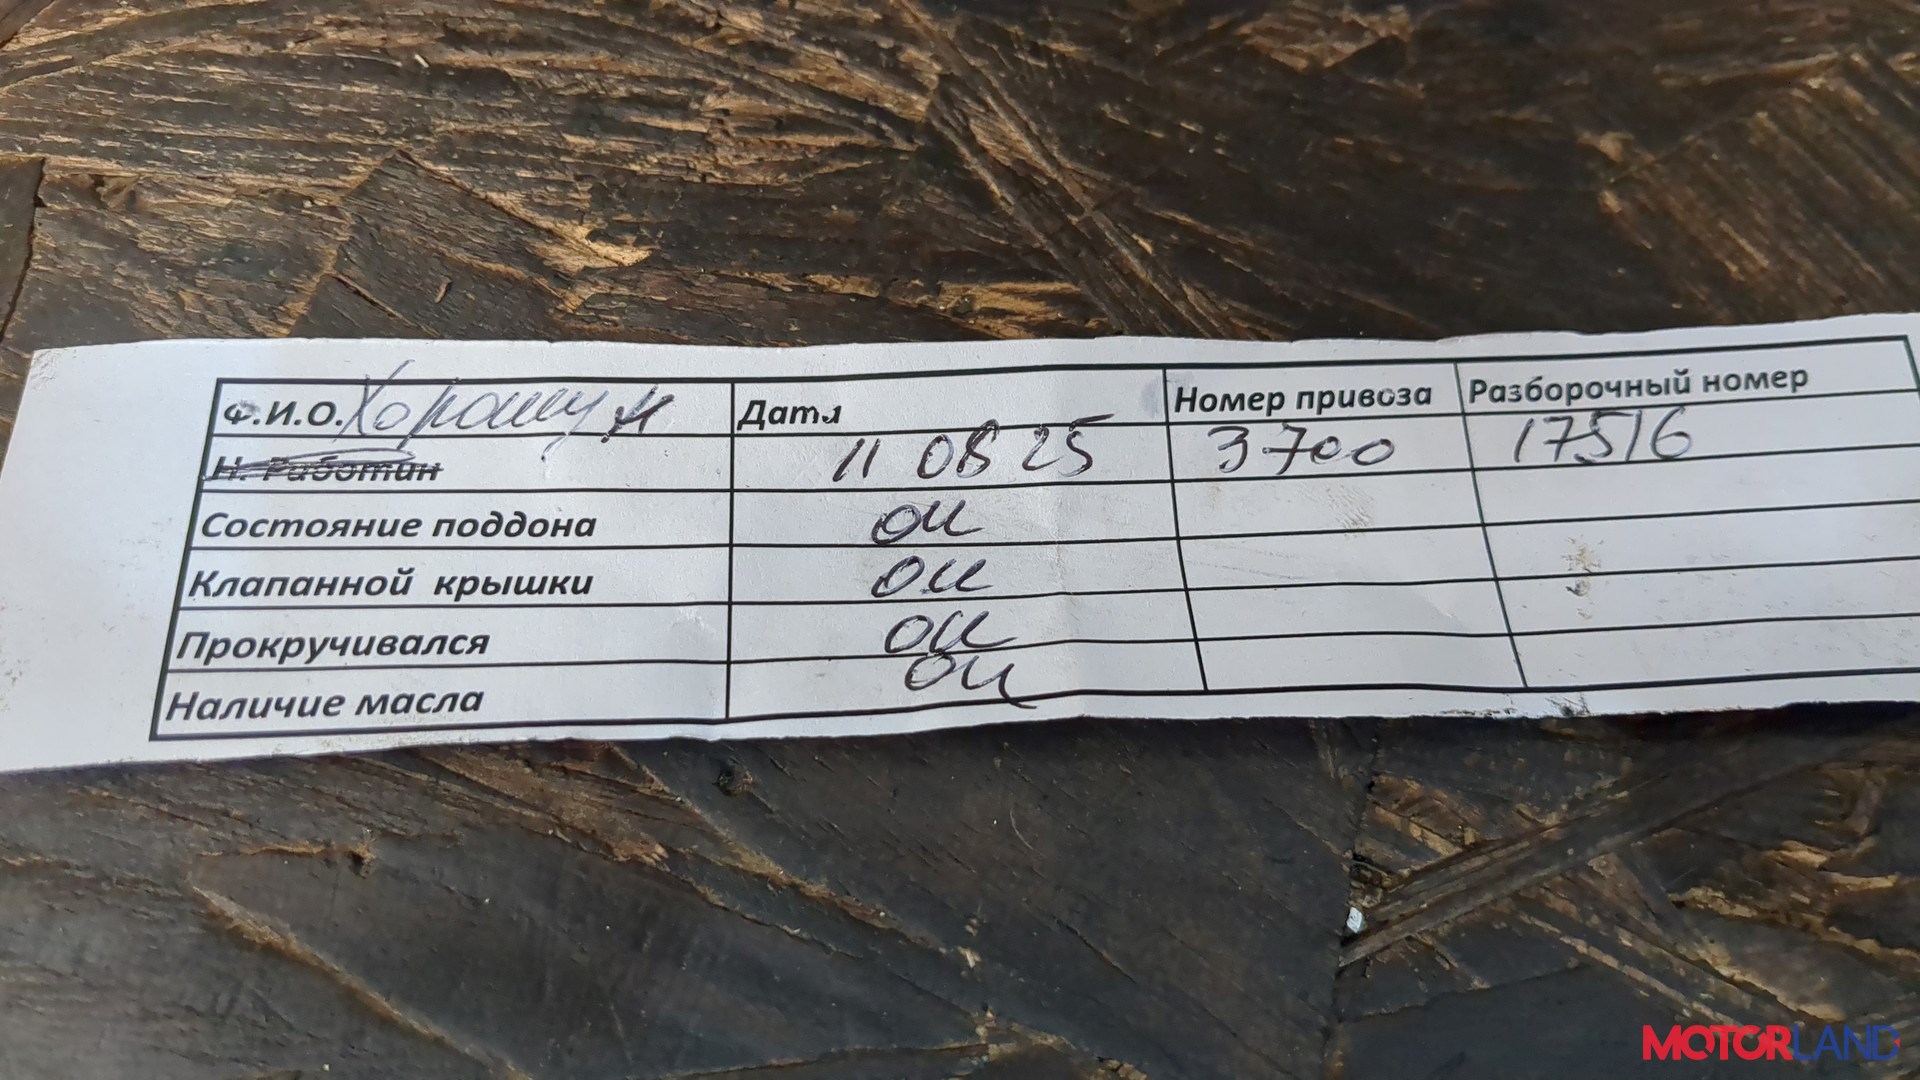 Ф.И.О. Хорошун Дата Номер привоза Разборочный номер
Н. Работин 11 08 25 3700 17516
Состояние поддона ок
Клапанной крышки ок
Прокручивался ок
Наличие масла ок
MOTORLAND